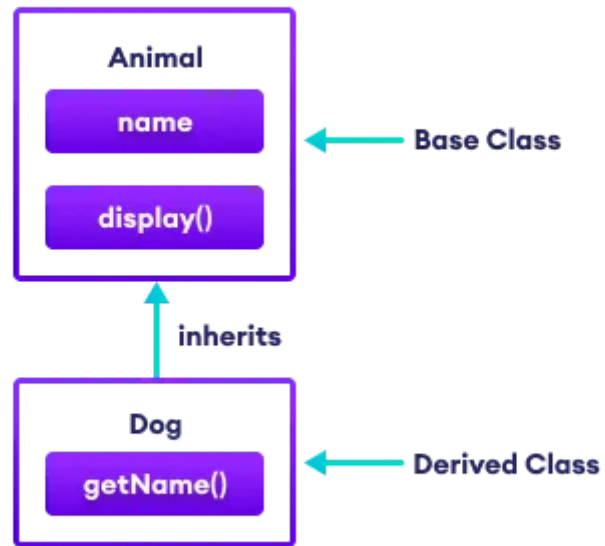 Animal
name
Base Class
display()
inherits
Dog
getName()
Derived Class